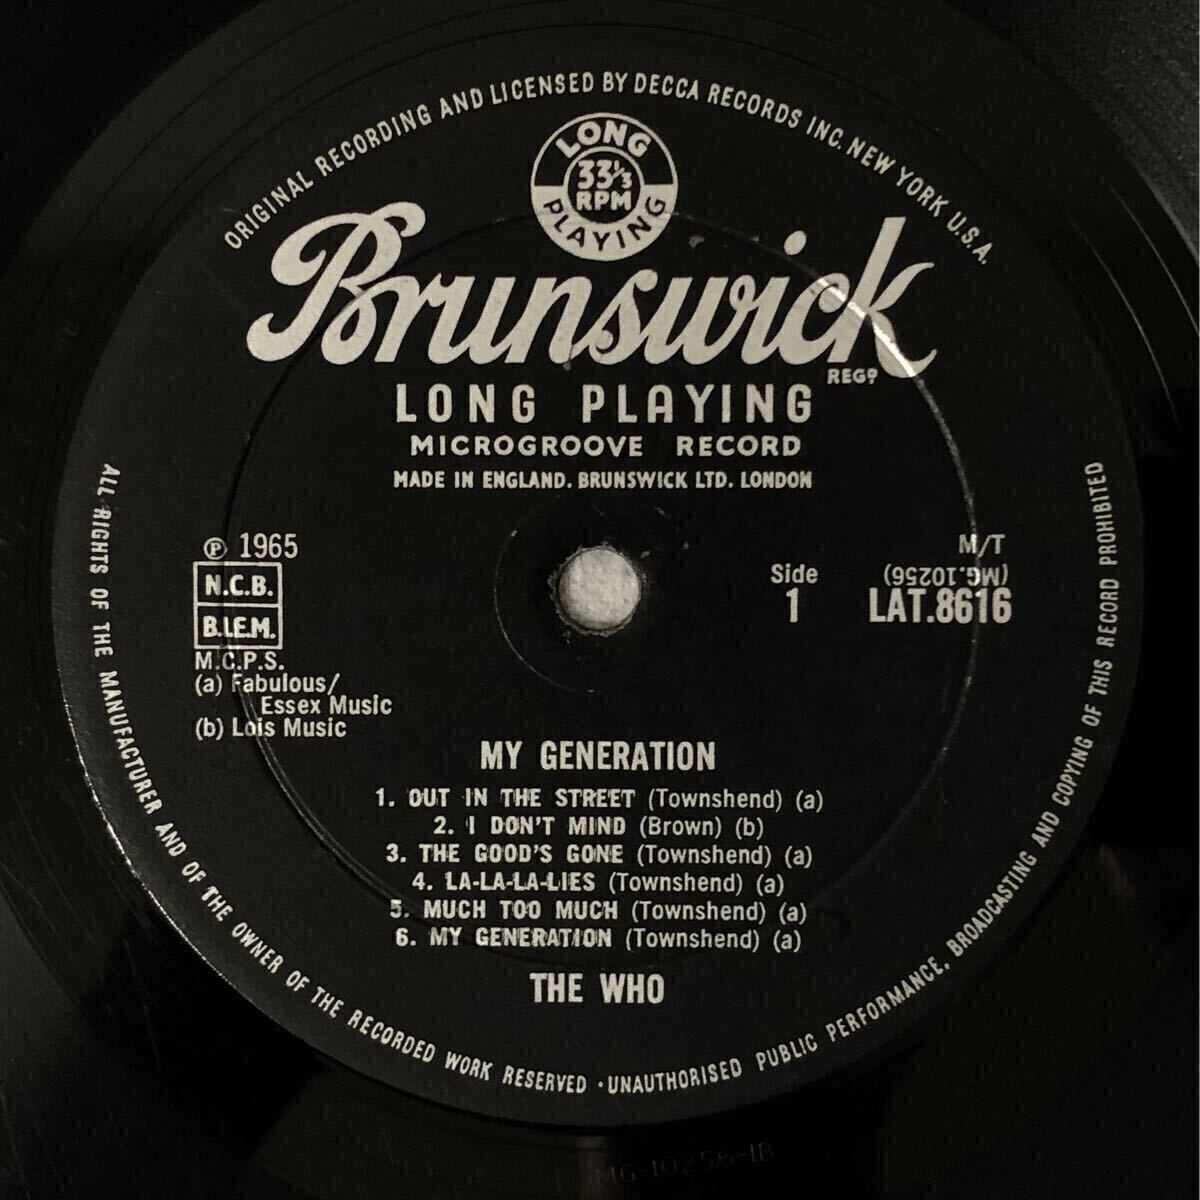 ORIGINAL RECORDING AND LICENSED BY DECCA RECORDS INC. NEW YORK U.S.A.
LONG
33⅓
RPM
PLAYING
Brunswick
REGD
LONG PLAYING
MICROGROOVE RECORD
MADE IN ENGLAND. BRUNSWICK LTD. LONDON
℗ 1965
N.C.B.
B.I.E.M.
M.C.P.S.
(a) Fabulous/
Essex Music
(b) Lois Music
Side
1
M/T
(MG.10256)
LAT.8616
MY GENERATION
1. OUT IN THE STREET (Townshend) (a)
2. I DON'T MIND (Brown) (b)
3. THE GOOD'S GONE (Townshend) (a)
4. LA-LA-LA-LIES (Townshend) (a)
5. MUCH TOO MUCH (Townshend) (a)
6. MY GENERATION (Townshend) (a)
THE WHO
ALL RIGHTS OF THE MANUFACTURER AND OF THE OWNER OF THE RECORDED WORK RESERVED · UNAUTHORISED PUBLIC PERFORMANCE, BROADCASTING AND COPYING OF THIS RECORD PROHIBITED
MG-10256-1B